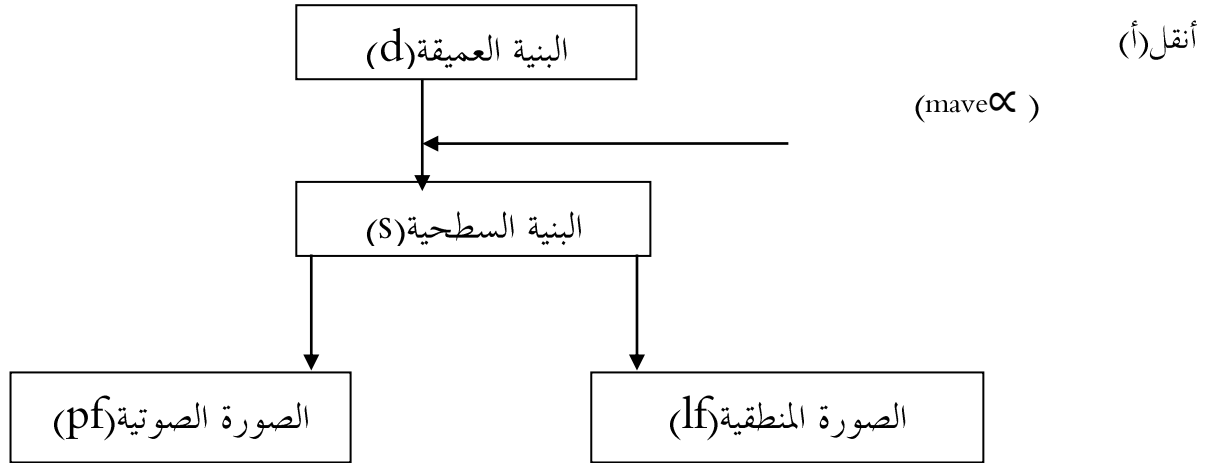 أنقل(أ)
البنية العميقة(d)
(mave∝ )
البنية السطحية(s)
الصورة المنطقية(lf)
الصورة الصوتية(pf)